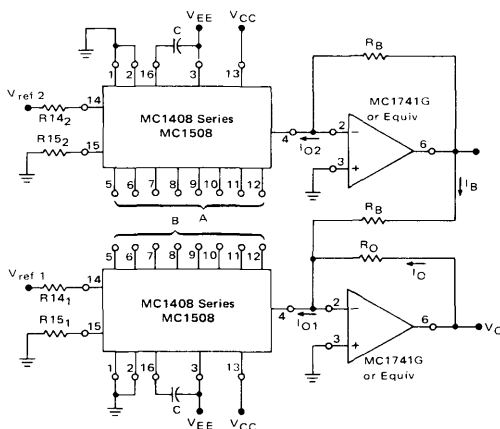 C
VEE
VCC
RB
1
2
16
3
13
Vref 2
R14₂
14
MC1408 Series
MC1508
MC1741G
or Equiv
R15₂
15
4
IO2
2
−
6
3
+
5
6
7
8
9
10
11
12
A
IB
B
RB
5
6
7
8
9
10
11
12
RO
IO
Vref 1
R14₁
14
MC1408 Series
MC1508
4
IO1
2
−
6
VO
R15₁
15
3
+
MC1741G
or Equiv
1
2
16
3
13
C
VEE
VCC